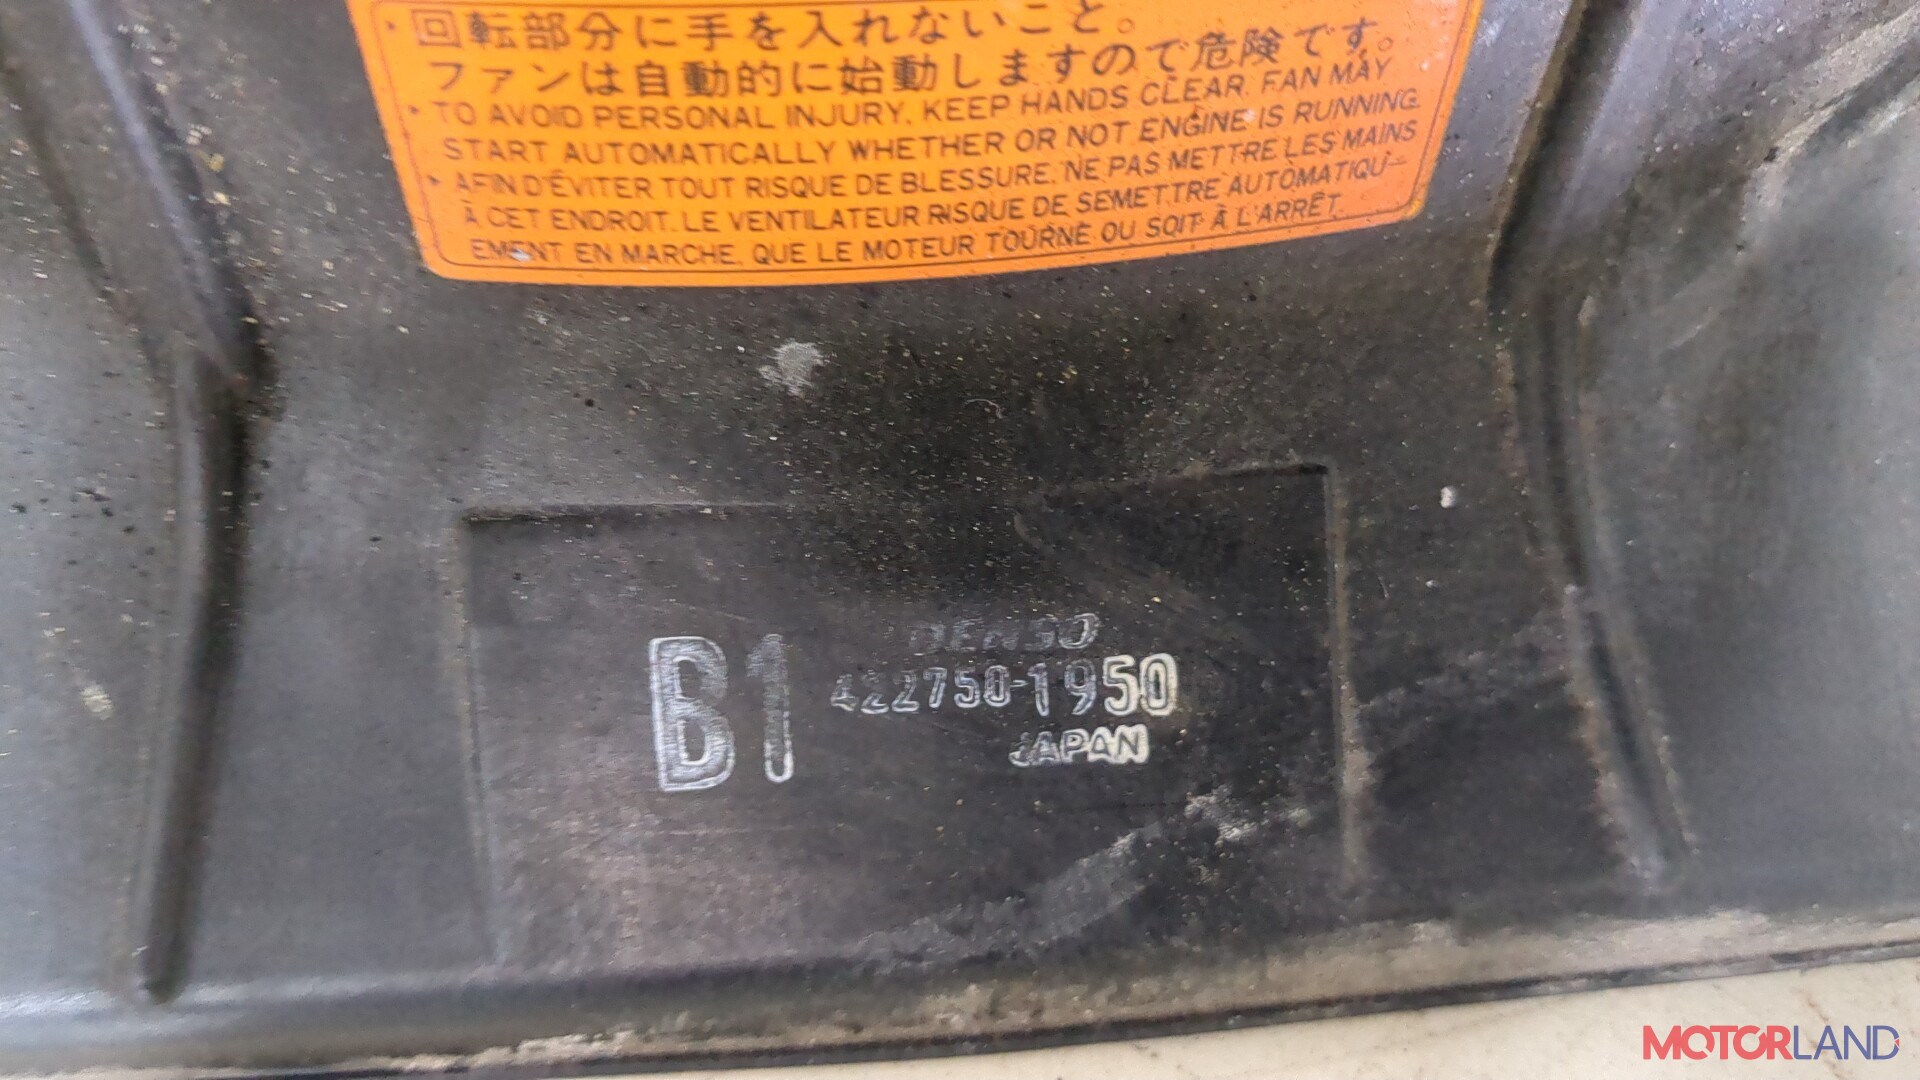 ・回転部分に手を入れないこと。
ファンは自動的に始動しますので危険です。
・TO AVOID PERSONAL INJURY, KEEP HANDS CLEAR. FAN MAY
START AUTOMATICALLY WHETHER OR NOT ENGINE IS RUNNING.
・AFIN D'ÉVITER TOUT RISQUE DE BLESSURE, NE PAS METTRE LES MAINS
À CET ENDROIT. LE VENTILATEUR RISQUE DE SEMETTRE AUTOMATIQU-
EMENT EN MARCHE, QUE LE MOTEUR TOURNE OU SOIT À L'ARRÊT.
DENSO
B1 422750-1950
JAPAN
MOTORLAND